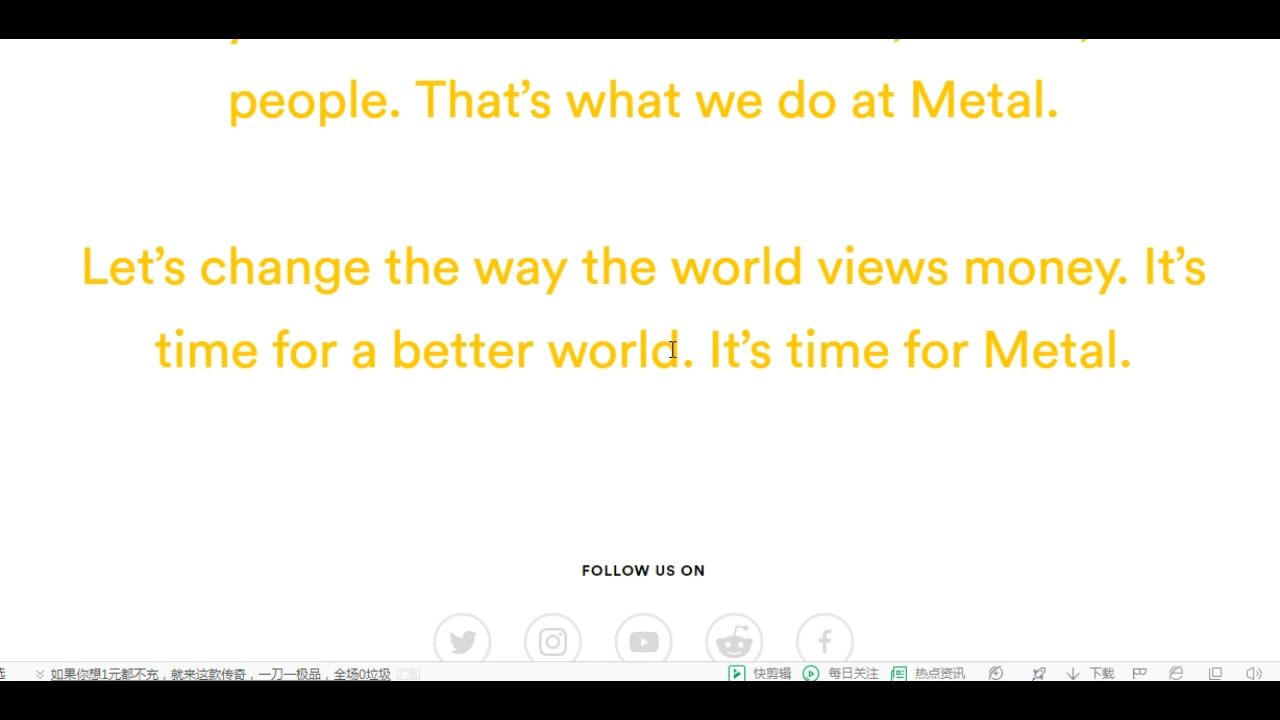 people. That’s what we do at Metal.
Let’s change the way the world views money. It’s
time for a better world. It’s time for Metal.
FOLLOW US ON
如果你想1元都不充，就来这款传奇，一刀一极品，全场0垃圾
快剪辑 每日关注 热点资讯 下载